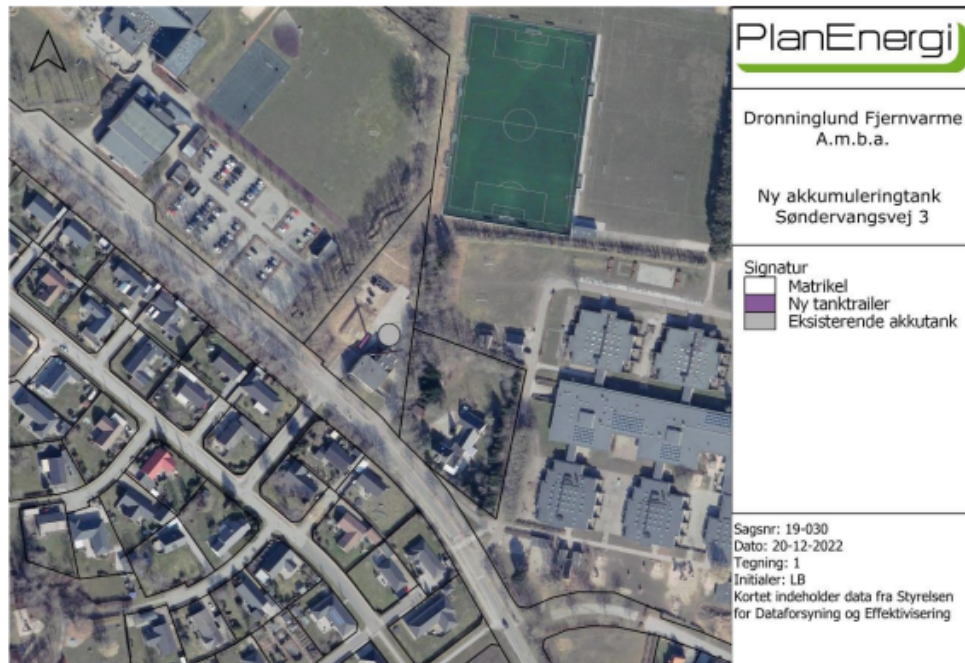 PlanEnergi
Dronninglund Fjernvarme
A.m.b.a.
Ny akkumuleringtank
Søndervangsvej 3
Signatur
Matrikel
Ny tanktrailer
Eksisterende akkutank
Sagsnr: 19-030
Dato: 20-12-2022
Tegning: 1
Initialer: LB
Kortet indeholder data fra Styrelsen
for Dataforsyning og Effektivisering